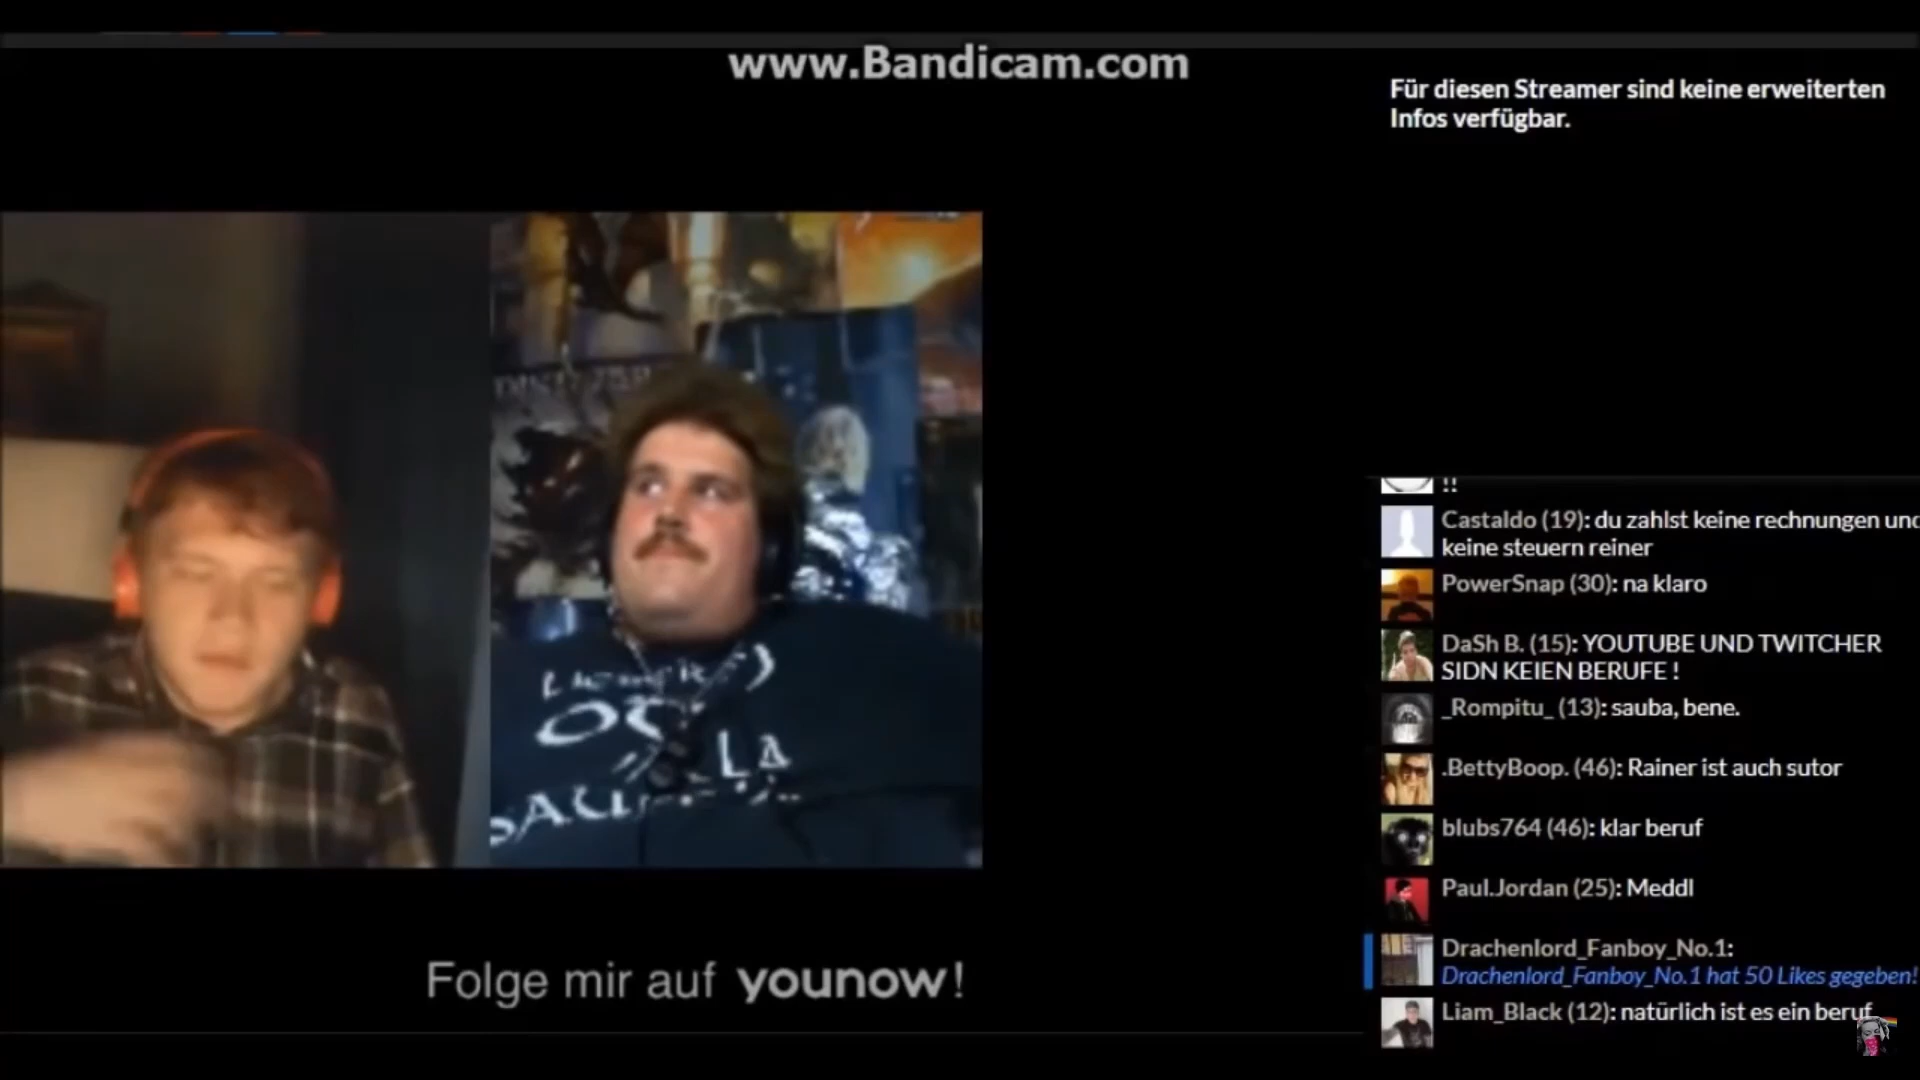 www.Bandicam.com
Für diesen Streamer sind keine erweiterten
Infos verfügbar.
!!
Castaldo (19): du zahlst keine rechnungen und
keine steuern reiner
PowerSnap (30): na klaro
DaSh B. (15): YOUTUBE UND TWITCHER
SIDN KEIEN BERUFE !
_Rompitu_ (13): sauba, bene.
.BettyBoop. (46): Rainer ist auch sutor
blubs764 (46): klar beruf
Paul.Jordan (25): Meddl
Drachenlord_Fanboy_No.1:
Drachenlord_Fanboy_No.1 hat 50 Likes gegeben!
Liam_Black (12): natürlich ist es ein beruf
Folge mir auf younow!